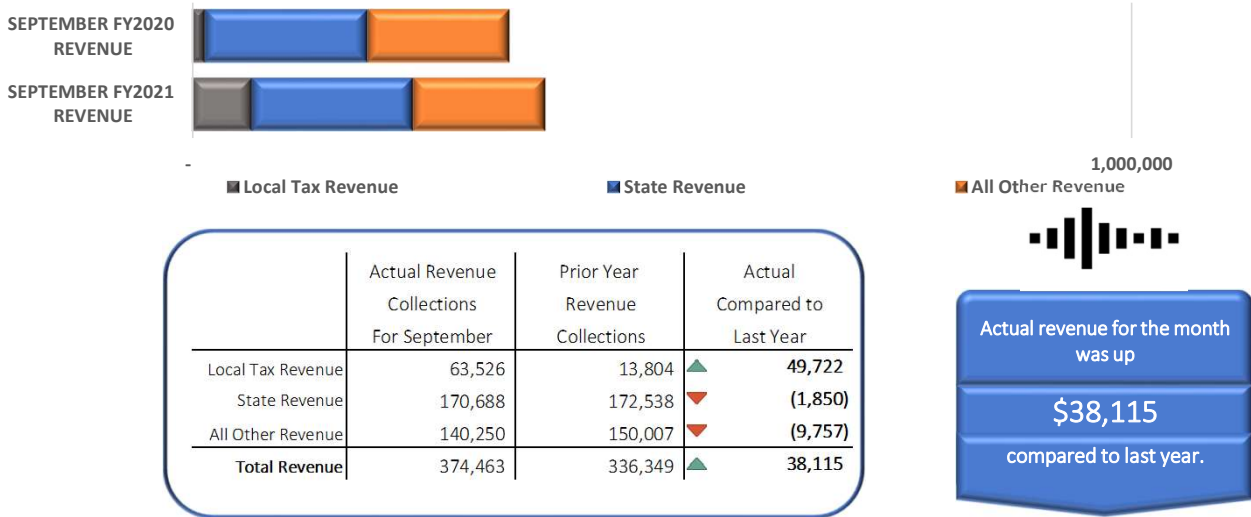 SEPTEMBER FY2020
REVENUE
SEPTEMBER FY2021
REVENUE
-
1,000,000
Local Tax Revenue
State Revenue
All Other Revenue
Actual Revenue
Collections
For September
Prior Year
Revenue
Collections
Actual
Compared to
Last Year
Local Tax Revenue 63,526 13,804 49,722
State Revenue 170,688 172,538 (1,850)
All Other Revenue 140,250 150,007 (9,757)
Total Revenue 374,463 336,349 38,115
Actual revenue for the month
was up
$38,115
compared to last year.